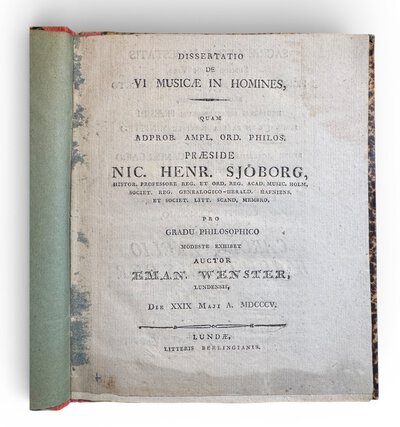 DISSERTATIO
DE
VI MUSICÆ IN HOMINES,
QUAM
ADPROB. AMPL. ORD. PHILOS.
PRÆSIDE
NIC. HENR. SJÖBORG,
HISTOR. PROFESSORE REG. ET ORD. REG. ACAD. MUSIC. HOLM.
SOCIET. REG. GENEALOGICO-HERALD. HAFNIENS.
ET SOCIET. LITT. SCAND. MEMBRO,
PRO
GRADU PHILOSOPHICO
MODESTE EXHIBET
AUCTOR
EMAN. WENSTER,
LUNDENSIS,
DIE XXIX MAJI A. MDCCCV.
LUNDÆ,
LITTERIS BERLINGIANIS.